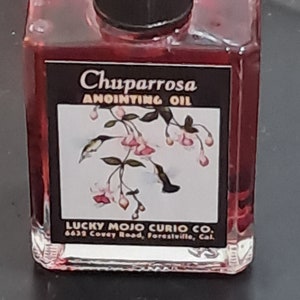 Chuparrosa
ANOINTING OIL
LUCKY MOJO CURIO CO.
6632 Covey Road, Forestville, Cal.